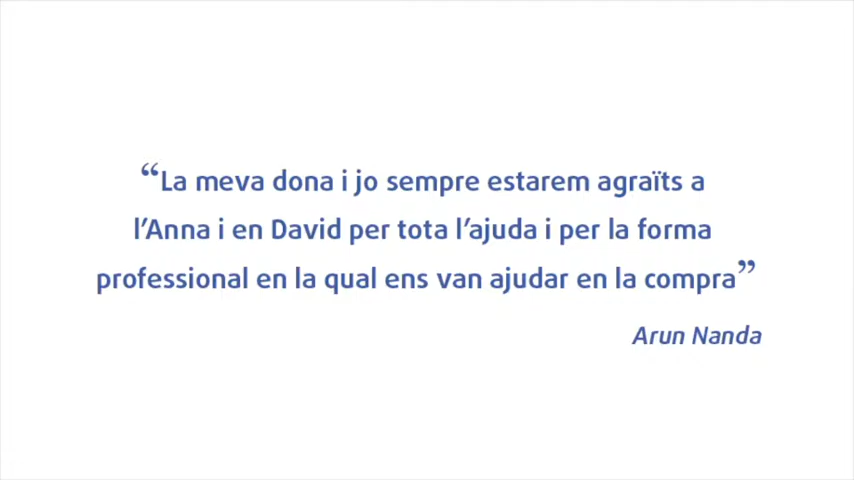 “La meva dona i jo sempre estarem agraïts a
l’Anna i en David per tota l’ajuda i per la forma
professional en la qual ens van ajudar en la compra”
Arun Nanda